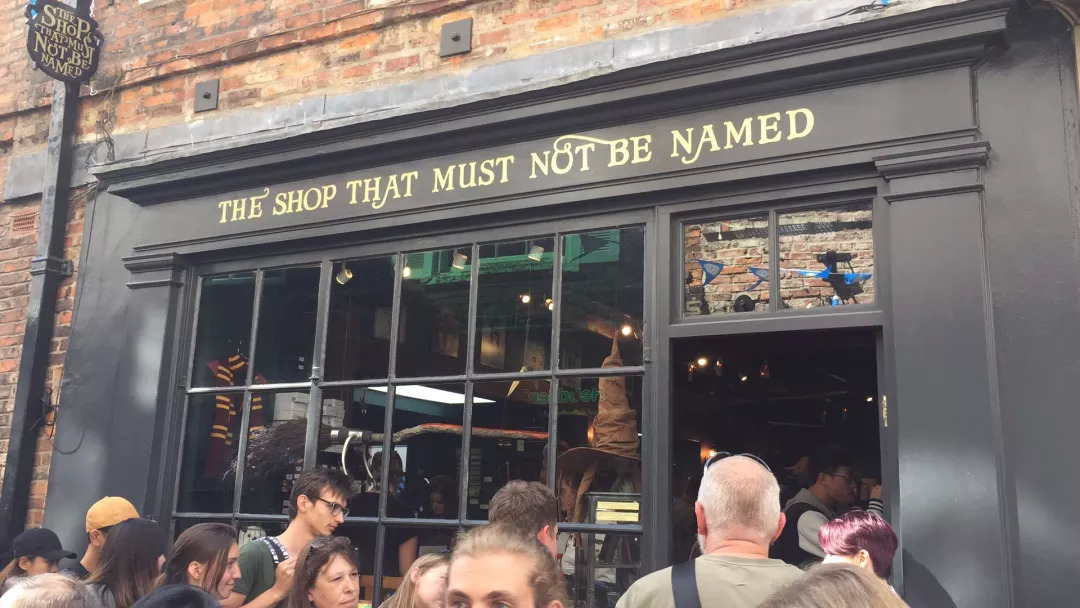 THE
SHOP
THAT MUST
NOT BE
NAMED
THE SHOP THAT MUST NOT BE NAMED